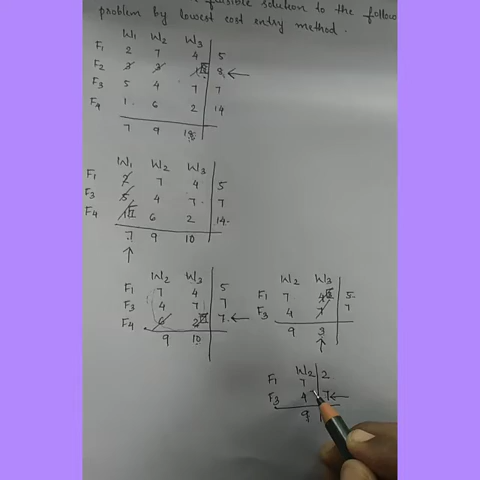 feasible solution to the follow
problem by lowest cost entry method.
W1 W2 W3
F1 2 7 4 5
F2 3 3 1 8 ←
F3 5 4 7 7
F4 1 6 2 14
7 9 18
W1 W2 W3
F1 2 7 4 5
F3 5 4 7 7
F4 1 6 2 14
7 9 10
↑
W2 W3
F1 7 4 5
F3 4 7 7
F4 6 2 7 ←
9 10
W2 W3
F1 7 4 5
F3 4 7 7
9 3
↑
W2 2
F1 7
F3 4 7 ←
9